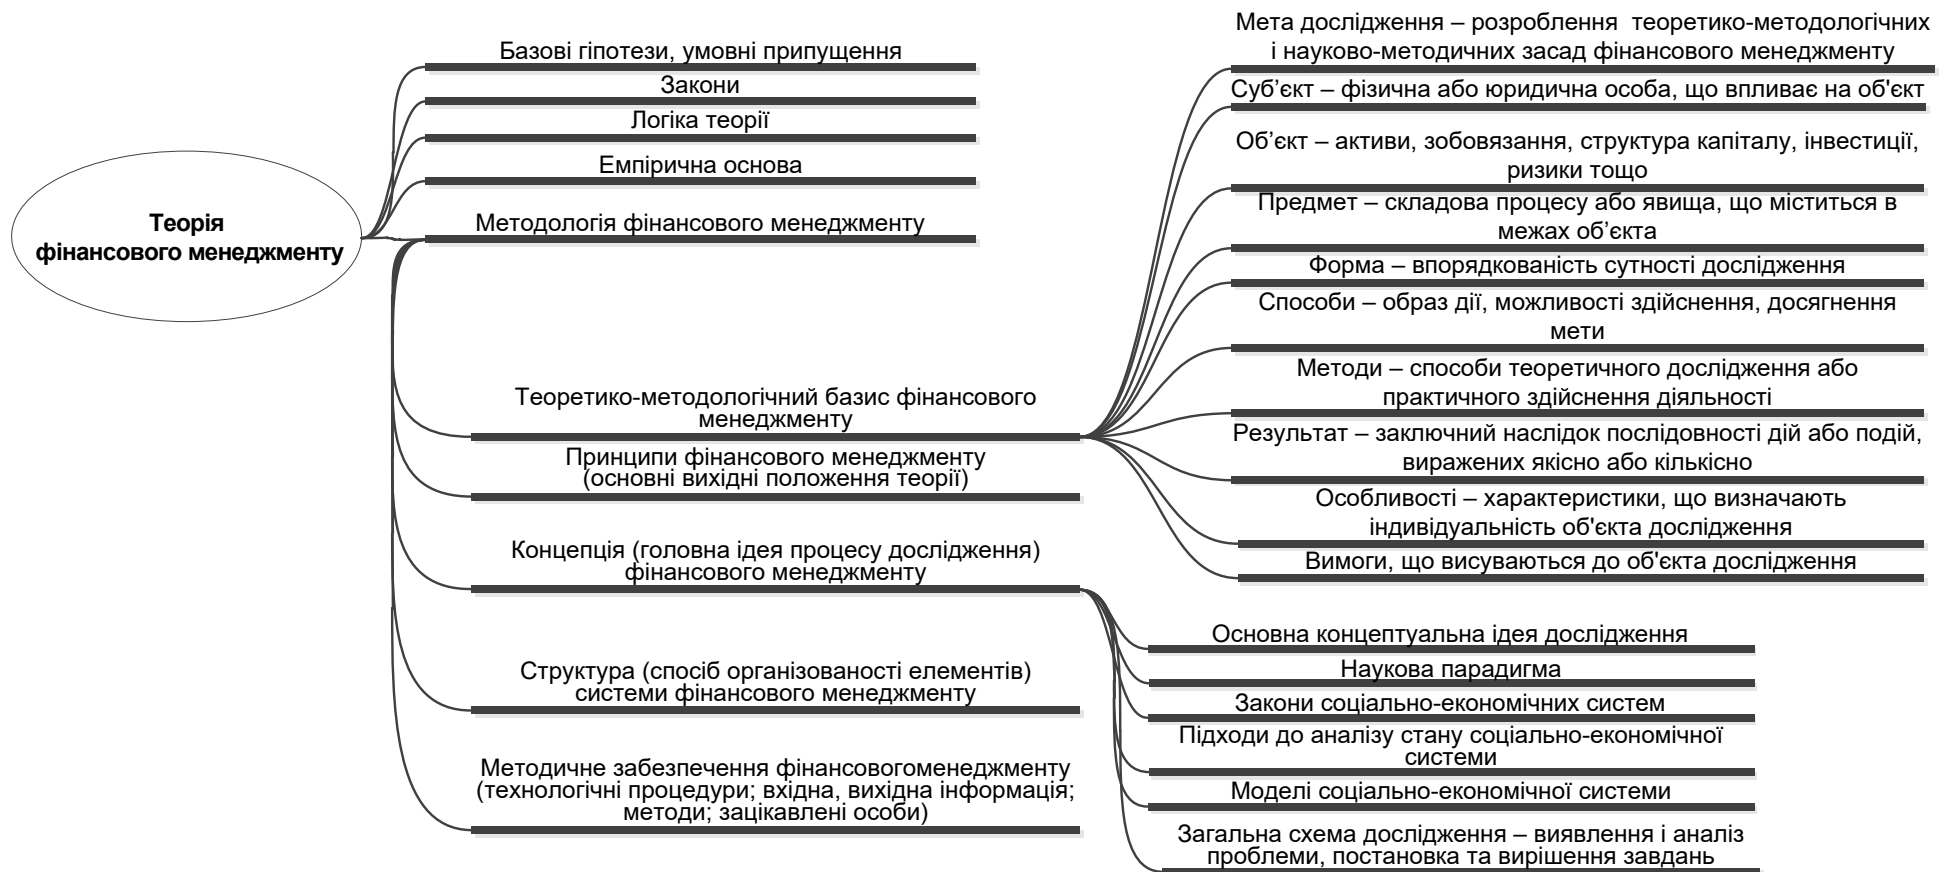 Теорія
фінансового менеджменту
Базові гіпотези, умовні припущення
Закони
Логіка теорії
Емпірична основа
Методологія фінансового менеджменту
Теоретико-методологічний базис фінансового
менеджменту
Принципи фінансового менеджменту
(основні вихідні положення теорії)
Концепція (головна ідея процесу дослідження)
фінансового менеджменту
Структура (спосіб організованості елементів)
системи фінансового менеджменту
Методичне забезпечення фінансовогоменеджменту
(технологічні процедури; вхідна, вихідна інформація;
методи; зацікавлені особи)
Мета дослідження – розроблення  теоретико-методологічних
і науково-методичних засад фінансового менеджменту
Суб’єкт – фізична або юридична особа, що впливає на об'єкт
Об’єкт – активи, зобовязання, структура капіталу, інвестиції,
ризики тощо
Предмет – складова процесу або явища, що міститься в
межах об’єкта
Форма – впорядкованість сутності дослідження
Способи – образ дії, можливості здійснення, досягнення
мети
Методи – способи теоретичного дослідження або
практичного здійснення діяльності
Результат – заключний наслідок послідовності дій або подій,
виражених якісно або кількісно
Особливості – характеристики, що визначають
індивідуальність об'єкта дослідження
Вимоги, що висуваються до об'єкта дослідження
Основна концептуальна ідея дослідження
Наукова парадигма
Закони соціально-економічних систем
Підходи до аналізу стану соціально-економічної
системи
Моделі соціально-економічної системи
Загальна схема дослідження – виявлення і аналіз
проблеми, постановка та вирішення завдань